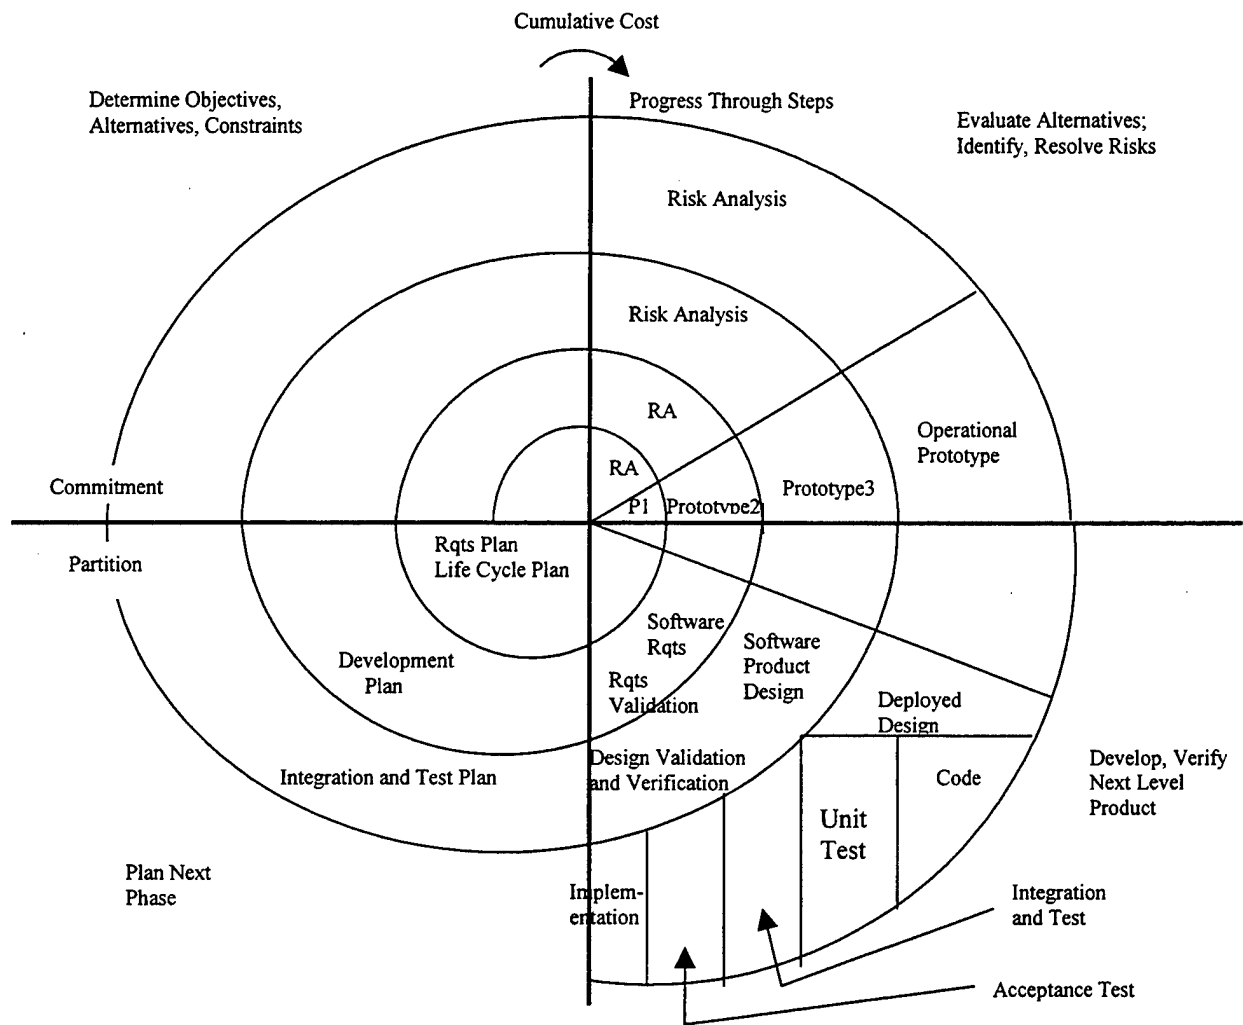 Cumulative Cost
Progress Through Steps
Determine Objectives,
Alternatives, Constraints
Evaluate Alternatives;
Identify, Resolve Risks
Risk Analysis
Risk Analysis
RA
RA
Operational
Prototype
Prototype3
Prototype2
P1
Commitment
Partition
Rqts Plan
Life Cycle Plan
Software
Rqts
Software
Product
Design
Development
Plan
Rqts
Validation
Deployed
Design
Design Validation
and Verification
Integration and Test Plan
Code
Develop, Verify
Next Level
Product
Unit
Test
Plan Next
Phase
Implem-
entation
Integration
and Test
Acceptance Test